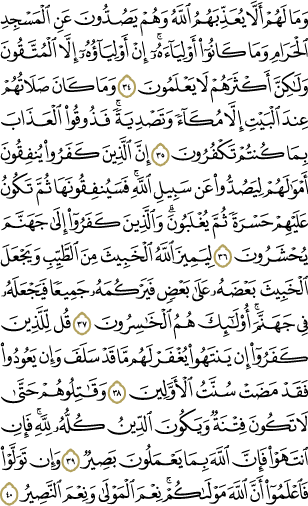 وَمَا لَهُمْ أَلَّا يُعَذِّبَهُمُ ٱللَّهُ وَهُمْ يَصُدُّونَ عَنِ ٱلْمَسْجِدِ
ٱلْحَرَامِ وَمَا كَانُوٓا۟ أَوْلِيَآءَهُۥٓ ۚ إِنْ أَوْلِيَآؤُهُۥٓ إِلَّا ٱلْمُتَّقُونَ
وَلَٰكِنَّ أَكْثَرَهُمْ لَا يَعْلَمُونَ ٣٤ وَمَا كَانَ صَلَاتُهُمْ
عِندَ ٱلْبَيْتِ إِلَّا مُكَآءً وَتَصْدِيَةً ۚ فَذُوقُوا۟ ٱلْعَذَابَ
بِمَا كُنتُمْ تَكْفُرُونَ ٣٥ إِنَّ ٱلَّذِينَ كَفَرُوا۟ يُنفِقُونَ
أَمْوَٰلَهُمْ لِيَصُدُّوا۟ عَن سَبِيلِ ٱللَّهِ ۚ فَسَيُنفِقُونَهَا ثُمَّ تَكُونُ
عَلَيْهِمْ حَسْرَةً ثُمَّ يُغْلَبُونَ ۗ وَٱلَّذِينَ كَفَرُوٓا۟ إِلَىٰ جَهَنَّمَ
يُحْشَرُونَ ٣٦ لِيَمِيزَ ٱللَّهُ ٱلْخَبِيثَ مِنَ ٱلطَّيِّبِ وَيَجْعَلَ
ٱلْخَبِيثَ بَعْضَهُۥ عَلَىٰ بَعْضٍ فَيَرْكُمَهُۥ جَمِيعًا فَيَجْعَلَهُۥ
فِى جَهَنَّمَ ۚ أُو۟لَٰٓئِكَ هُمُ ٱلْخَٰسِرُونَ ٣٧ قُل لِّلَّذِينَ
كَفَرُوٓا۟ إِن يَنتَهُوا۟ يُغْفَرْ لَهُم مَّا قَدْ سَلَفَ وَإِن يَعُودُوا۟
فَقَدْ مَضَتْ سُنَّتُ ٱلْأَوَّلِينَ ٣٨ وَقَٰتِلُوهُمْ حَتَّىٰ
لَا تَكُونَ فِتْنَةٌ وَيَكُونَ ٱلدِّينُ كُلُّهُۥ لِلَّهِ ۚ فَإِنِ
ٱنتَهَوْا۟ فَإِنَّ ٱللَّهَ بِمَا يَعْمَلُونَ بَصِيرٌ ٣٩ وَإِن تَوَلَّوْا۟
فَٱعْلَمُوٓا۟ أَنَّ ٱللَّهَ مَوْلَىٰكُمْ ۚ نِعْمَ ٱلْمَوْلَىٰ وَنِعْمَ ٱلنَّصِيرُ ٤٠